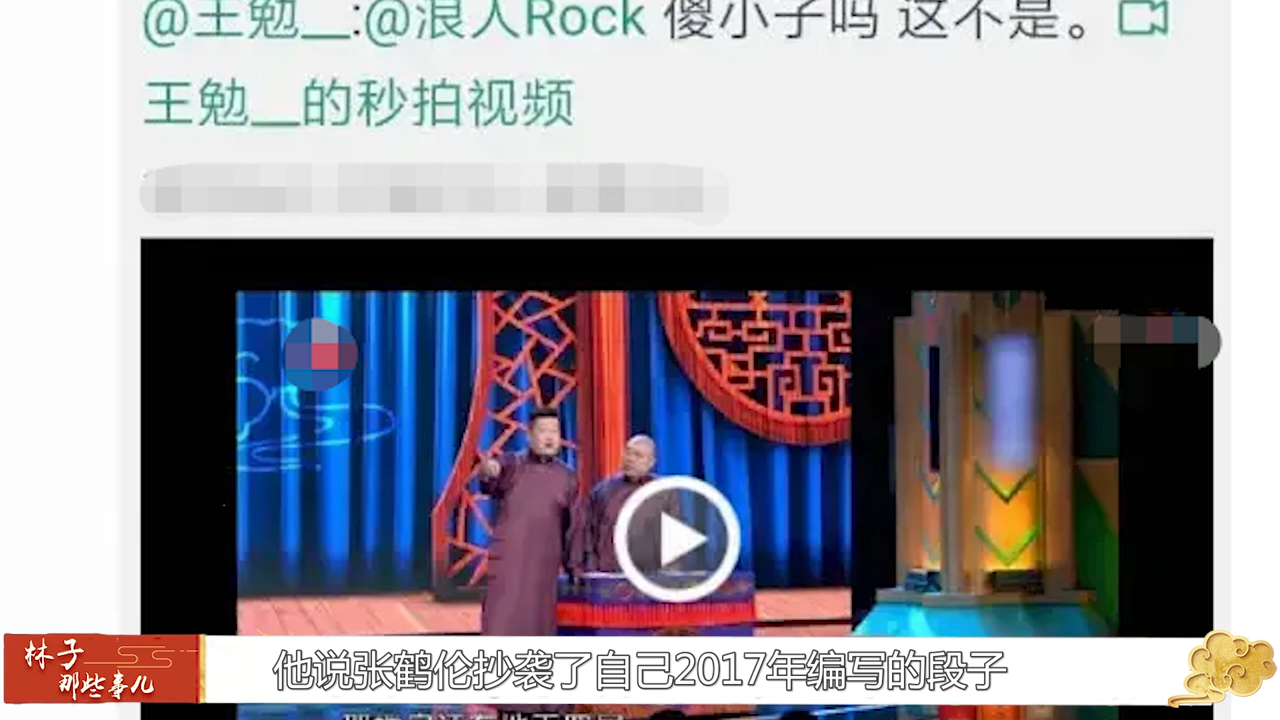 @王勉__:@浪人Rock 傻小子吗 这不是。
王勉__的秒拍视频
林子
那些事儿
他说张鹤伦抄袭了自己2017年编写的段子